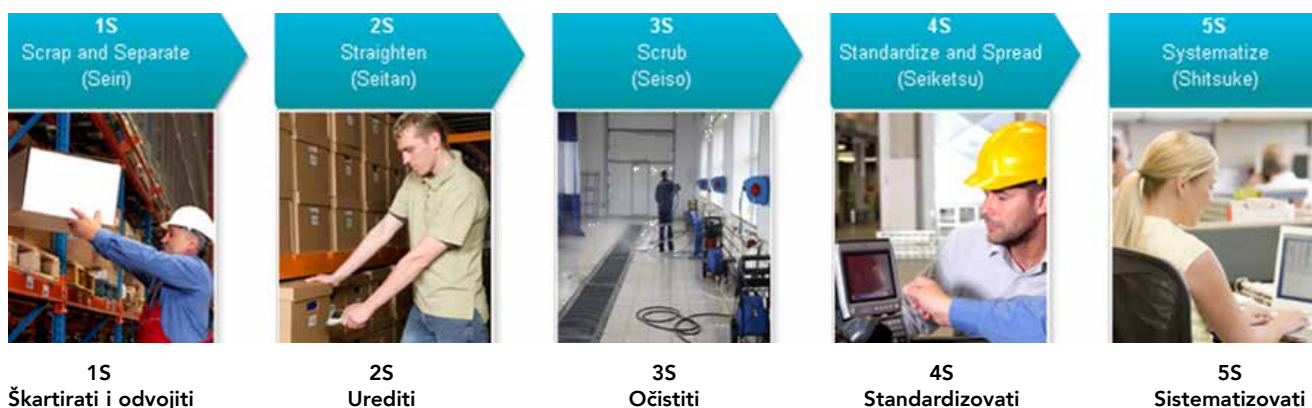 1S
Scrap and Separate
(Seiri)
2S
Straighten
(Seitan)
3S
Scrub
(Seiso)
4S
Standardize and Spread
(Seiketsu)
5S
Systematize
(Shitsuke)
1S
Škartirati i odvojiti
2S
Urediti
3S
Očistiti
4S
Standardizovati
5S
Sistematizovati